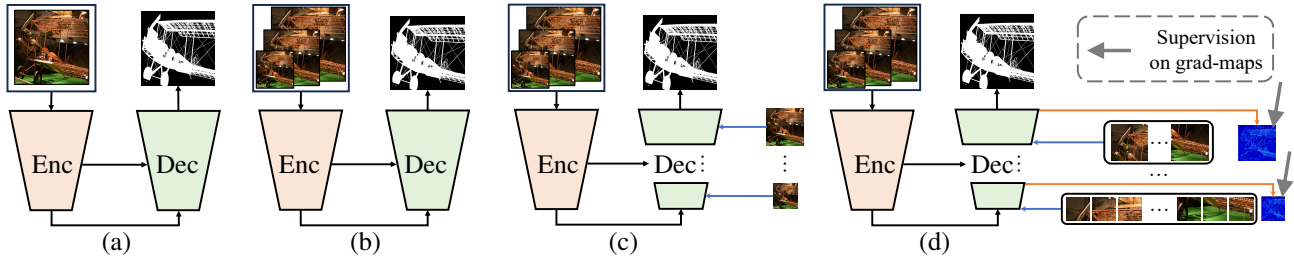 Enc
Dec
(a)
Enc
Dec
(b)
Enc
Dec
(c)
Enc
Dec
(d)
Supervision
on grad-maps